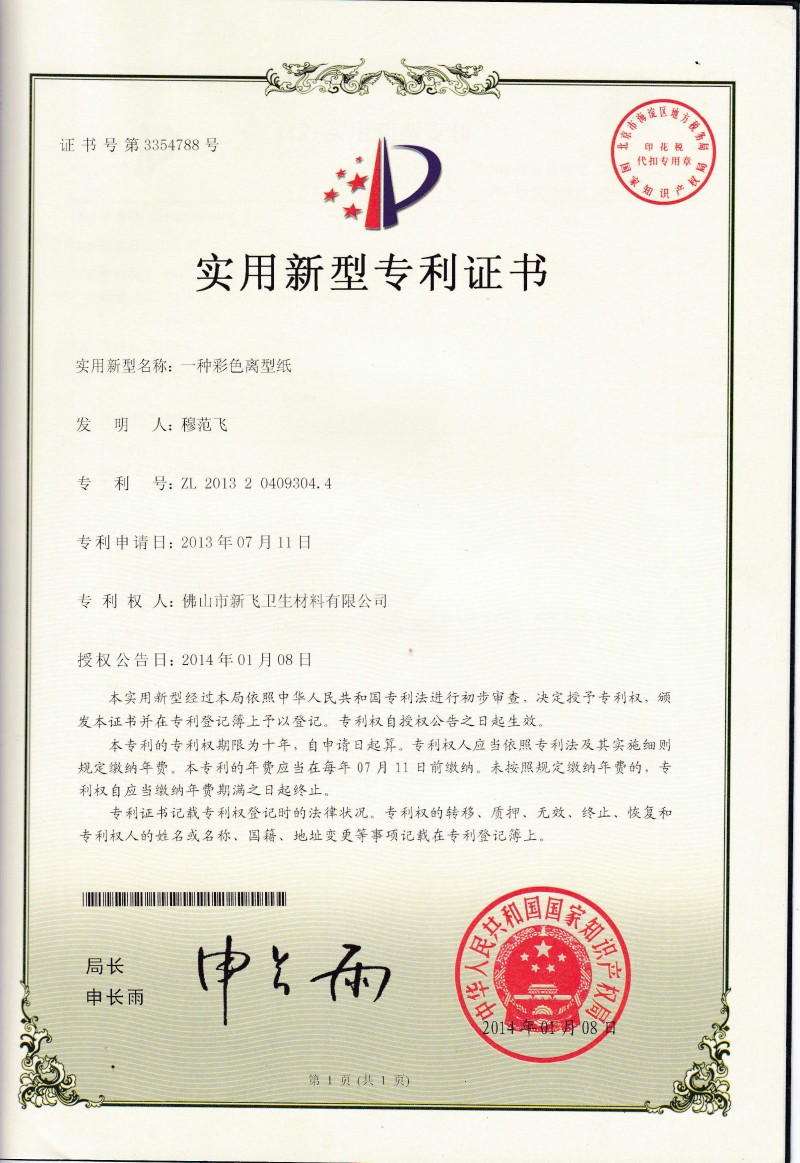 证书号第3354788号
北京市海淀区地方税务局
印花税
代扣专用章
国家知识产权局
实用新型专利证书
实用新型名称：一种彩色离型纸
发明人：穆范飞
专利号：ZL 2013 2 0409304.4
专利申请日：2013年07月11日
专利权人：佛山市新飞卫生材料有限公司
授权公告日：2014年01月08日
本实用新型经过本局依照中华人民共和国专利法进行初步审查，决定授予专利权，颁
发本证书并在专利登记簿上予以登记。专利权自授权公告之日起生效。
本专利的专利权期限为十年，自申请日起算。专利权人应当依照专利法及其实施细则
规定缴纳年费。本专利的年费应当在每年07月11日前缴纳。未按照规定缴纳年费的，专
利权自应当缴纳年费期满之日起终止。
专利证书记载专利权登记时的法律状况。专利权的转移、质押、无效、终止、恢复和
专利权人的姓名或名称、国籍、地址变更等事项记载在专利登记簿上。
局长
申长雨
申长雨
中华人民共和国国家知识产权局
2014年01月08日
第1页(共1页)